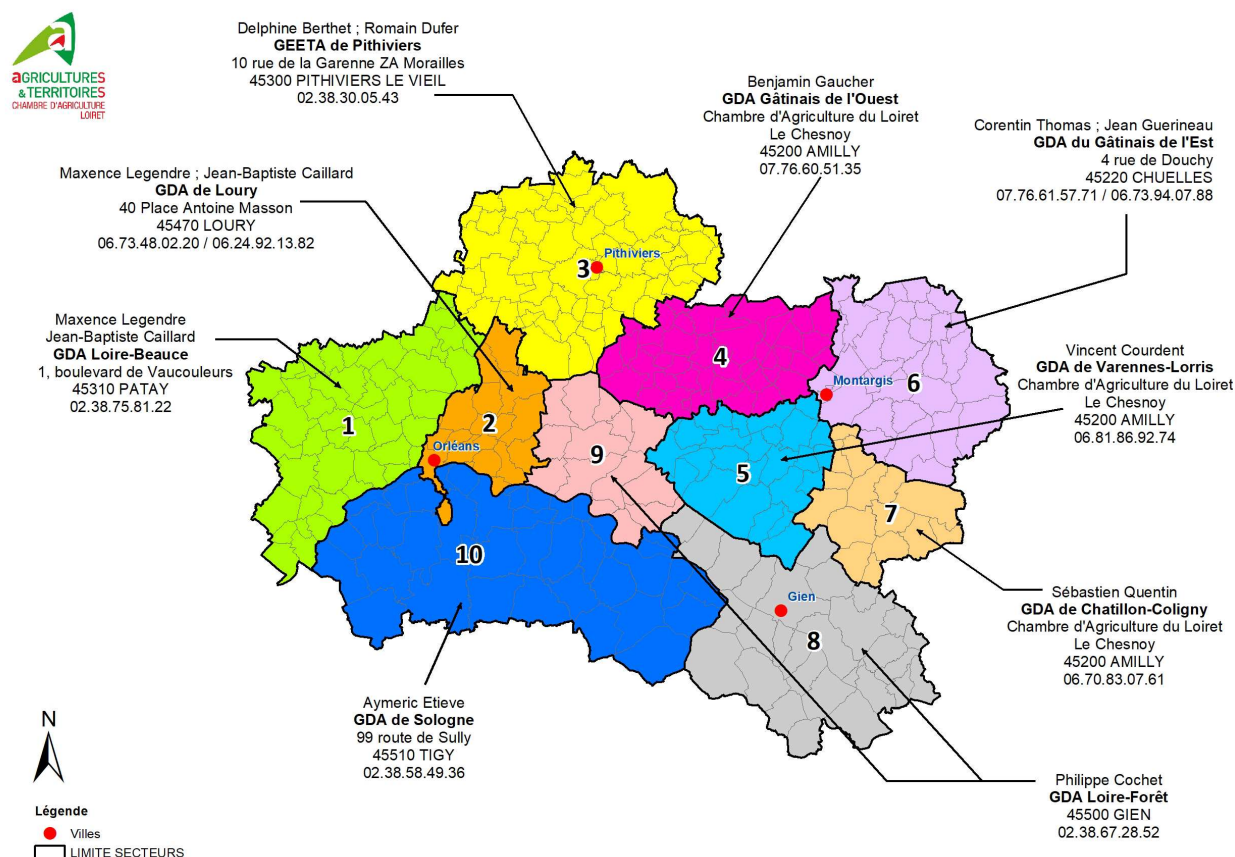 aGRICULTURES
& TERRITOIRES
CHAMBRE D'AGRICULTURE
LOIRET
Delphine Berthet ; Romain Dufer
GEETA de Pithiviers
10 rue de la Garenne ZA Morailles
45300 PITHIVIERS LE VIEIL
02.38.30.05.43
Benjamin Gaucher
GDA Gâtinais de l'Ouest
Chambre d'Agriculture du Loiret
Le Chesnoy
45200 AMILLY
07.76.60.51.35
Corentin Thomas ; Jean Guerineau
GDA du Gâtinais de l'Est
4 rue de Douchy
45220 CHUELLES
07.76.61.57.71 / 06.73.94.07.88
Maxence Legendre ; Jean-Baptiste Caillard
GDA de Loury
40 Place Antoine Masson
45470 LOURY
06.73.48.02.20 / 06.24.92.13.82
Maxence Legendre
Jean-Baptiste Caillard
GDA Loire-Beauce
1, boulevard de Vaucouleurs
45310 PATAY
02.38.75.81.22
Vincent Courdent
GDA de Varennes-Lorris
Chambre d'Agriculture du Loiret
Le Chesnoy
45200 AMILLY
06.81.86.92.74
Pithiviers
3
4
Montargis
6
1
2
Orléans
9
5
7
10
Gien
8
Sébastien Quentin
GDA de Chatillon-Coligny
Chambre d'Agriculture du Loiret
Le Chesnoy
45200 AMILLY
06.70.83.07.61
Aymeric Etieve
GDA de Sologne
99 route de Sully
45510 TIGY
02.38.58.49.36
Philippe Cochet
GDA Loire-Forêt
45500 GIEN
02.38.67.28.52
N
Légende
Villes
LIMITE SECTEURS